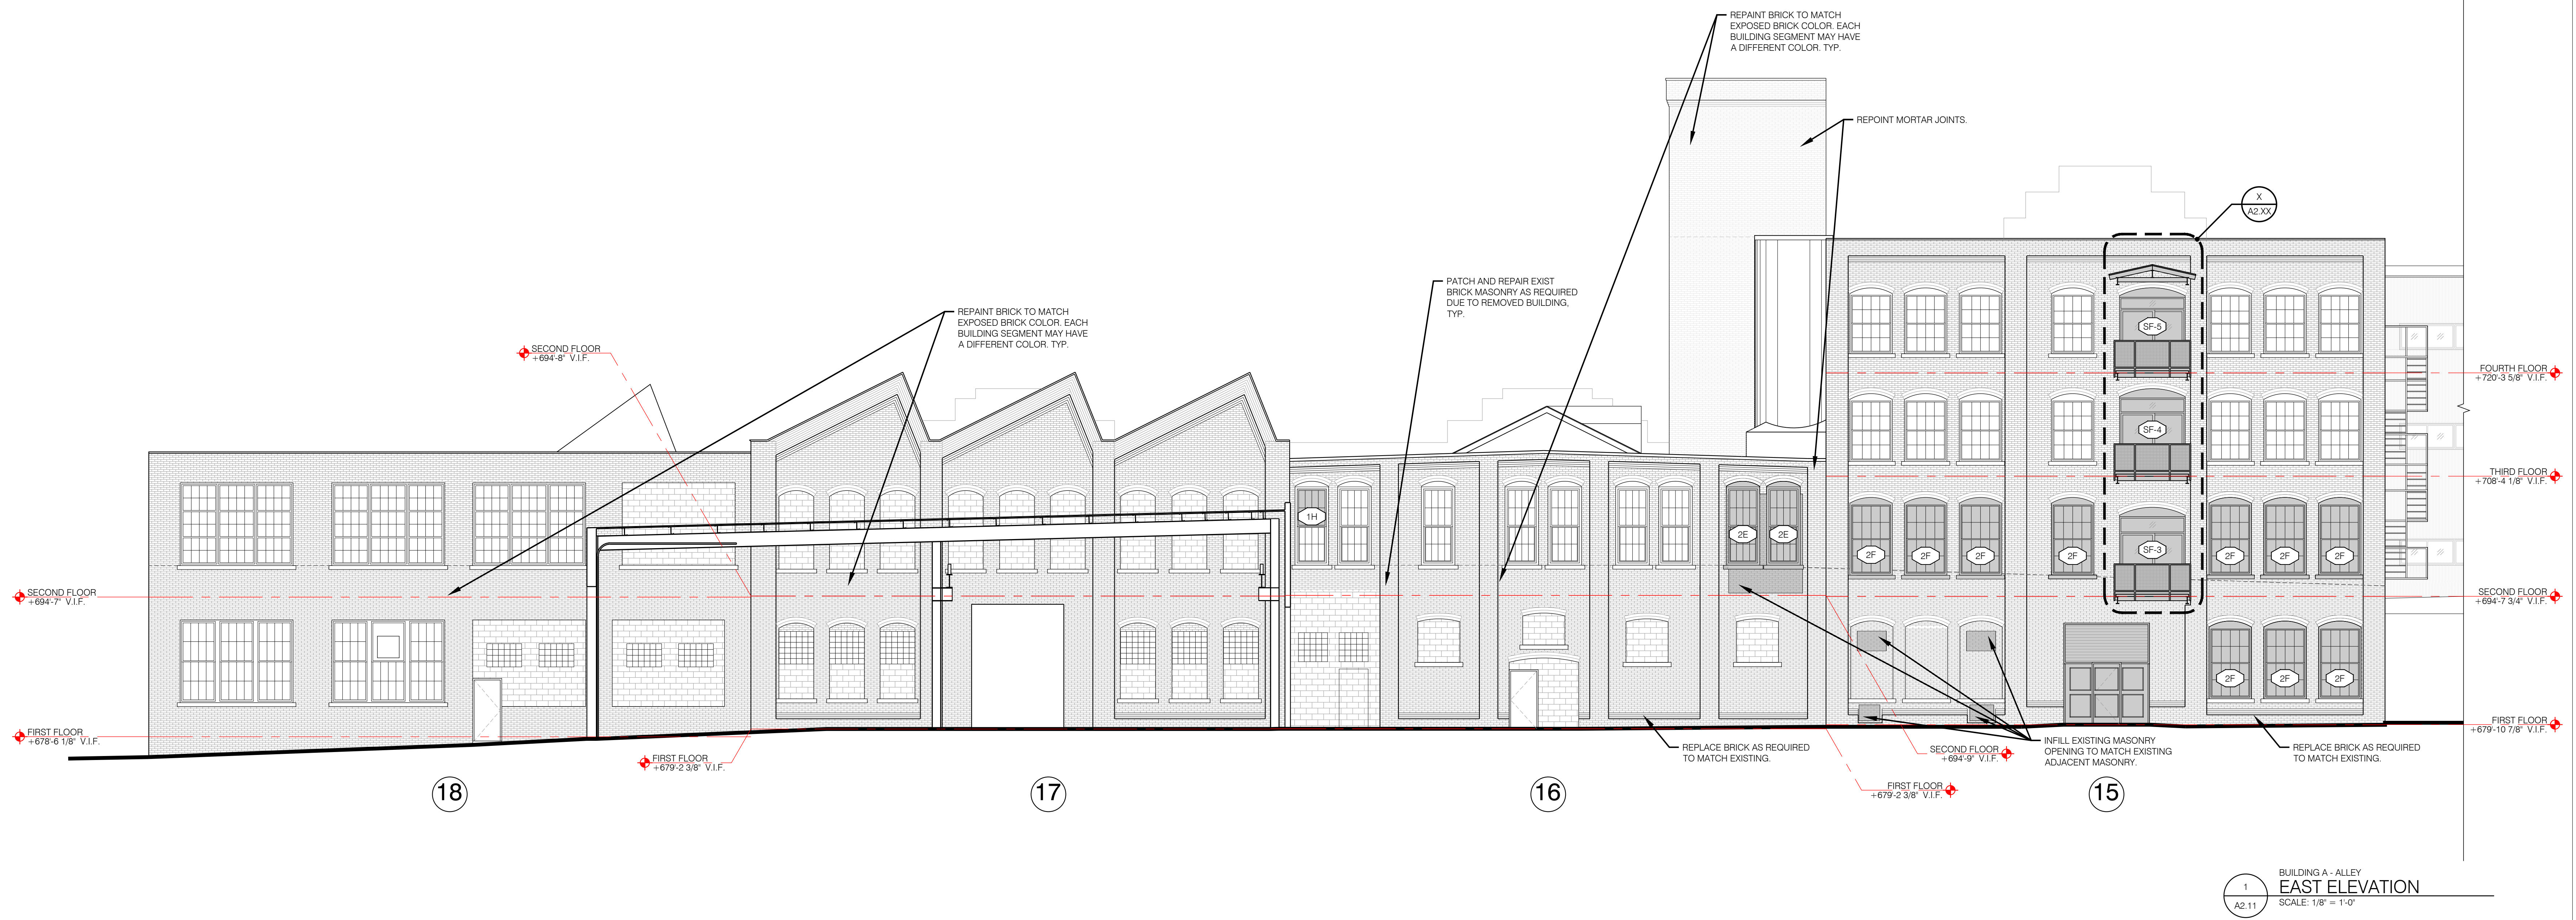 REPAINT BRICK TO MATCH
EXPOSED BRICK COLOR. EACH
BUILDING SEGMENT MAY HAVE
A DIFFERENT COLOR. TYP.
REPOINT MORTAR JOINTS.
X
A2.XX
PATCH AND REPAIR EXIST
BRICK MASONRY AS REQUIRED
DUE TO REMOVED BUILDING,
TYP.
REPAINT BRICK TO MATCH
EXPOSED BRICK COLOR. EACH
BUILDING SEGMENT MAY HAVE
A DIFFERENT COLOR. TYP.
SECOND FLOOR
+694'-8" V.I.F.
SF-5
FOURTH FLOOR
+720'-3 5/8" V.I.F.
SF-4
THIRD FLOOR
+708'-4 1/8" V.I.F.
1H
2E
2E
2F
2F
2F
2F
SF-3
2F
2F
2F
SECOND FLOOR
+694'-7" V.I.F.
SECOND FLOOR
+694'-7 3/4" V.I.F.
2F
2F
2F
FIRST FLOOR
+678'-6 1/8" V.I.F.
FIRST FLOOR
+679'-10 7/8" V.I.F.
FIRST FLOOR
+679'-2 3/8" V.I.F.
REPLACE BRICK AS REQUIRED
TO MATCH EXISTING.
SECOND FLOOR
+694'-9" V.I.F.
INFILL EXISTING MASONRY
OPENING TO MATCH EXISTING
ADJACENT MASONRY.
REPLACE BRICK AS REQUIRED
TO MATCH EXISTING.
FIRST FLOOR
+679'-2 3/8" V.I.F.
18
17
16
15
1
A2.11
BUILDING A - ALLEY
EAST ELEVATION
SCALE: 1/8" = 1'-0"